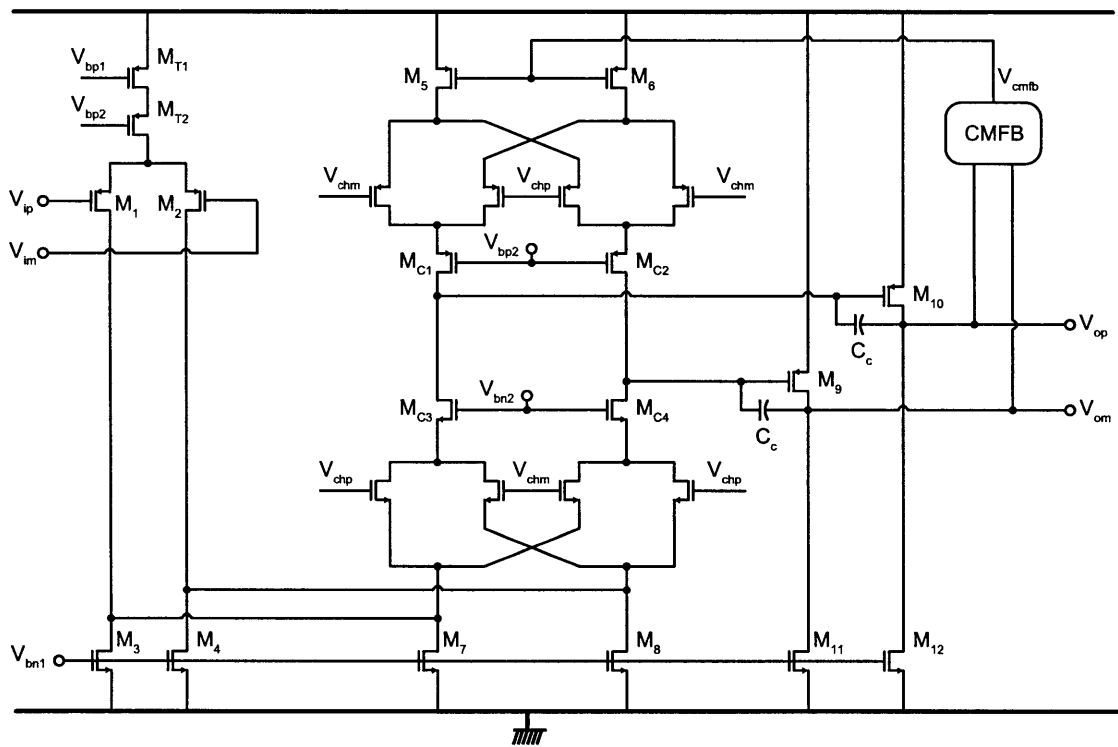 V_bp1
M_T1
V_bp2
M_T2
V_ip
M_1
M_2
V_im
M_5
M_6
V_cmfb
CMFB
V_chm
V_chp
V_chm
M_C1
V_bp2
M_C2
M_10
C_c
V_op
M_9
C_c
V_om
M_C3
V_bn2
M_C4
V_chp
V_chm
V_chp
V_bn1
M_3
M_4
M_7
M_8
M_11
M_12